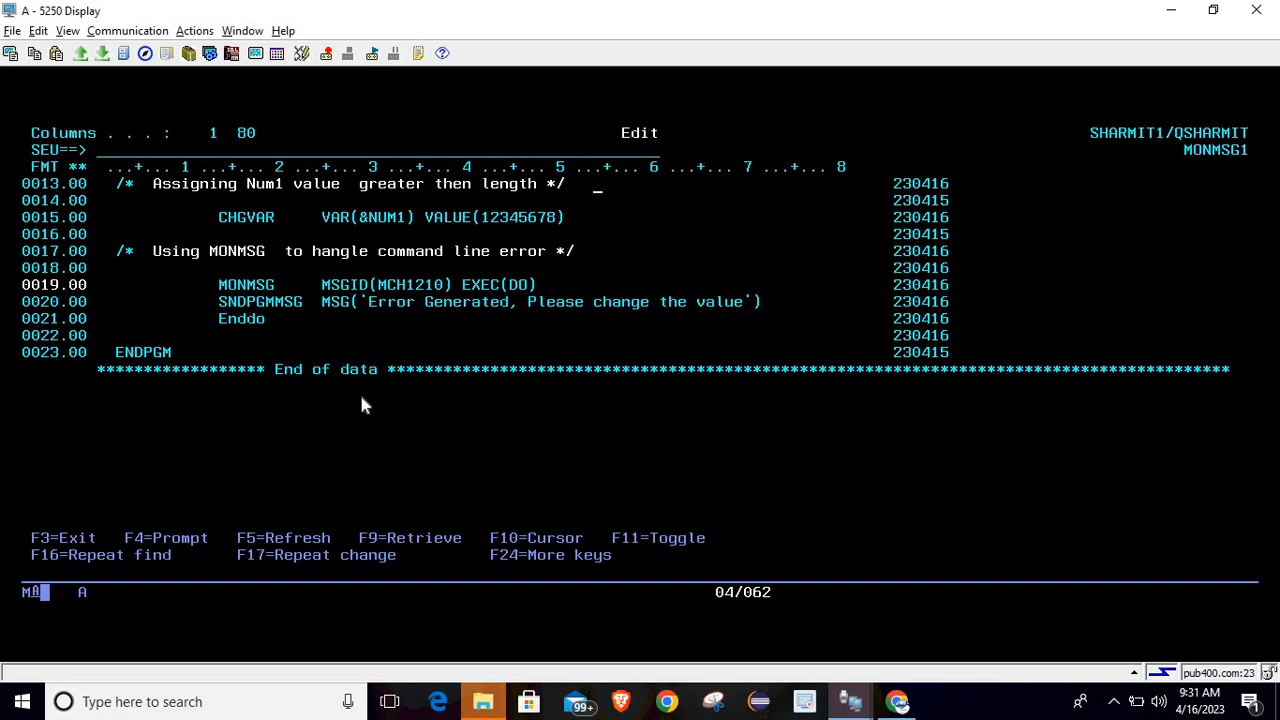 A - 5250 Display
File Edit View Communication Actions Window Help
Columns . . . : 1 80 Edit SHARMIT1/QSHARMIT
SEU==> MONMSG1
FMT ** ...+... 1 ...+... 2 ...+... 3 ...+... 4 ...+... 5 ...+... 6 ...+... 7 ...+... 8
0013.00 /* Assigning Num1 value greater then length */ _ 230416
0014.00 230415
0015.00 CHGVAR VAR(&NUM1) VALUE(12345678) 230416
0016.00 230415
0017.00 /* Using MONMSG to hangle command line error */ 230416
0018.00 230416
0019.00 MONMSG MSGID(MCH1210) EXEC(DO) 230416
0020.00 SNDPGMMSG MSG('Error Generated, Please change the value') 230416
0021.00 Enddo 230416
0022.00 230416
0023.00 ENDPGM 230415
****************** End of data ******************************************************************************************
F3=Exit F4=Prompt F5=Refresh F9=Retrieve F10=Cursor F11=Toggle
F16=Repeat find F17=Repeat change F24=More keys
MA A 04/062
pub400.com:23
Type here to search 99+ 9:31 AM
4/16/2023 1